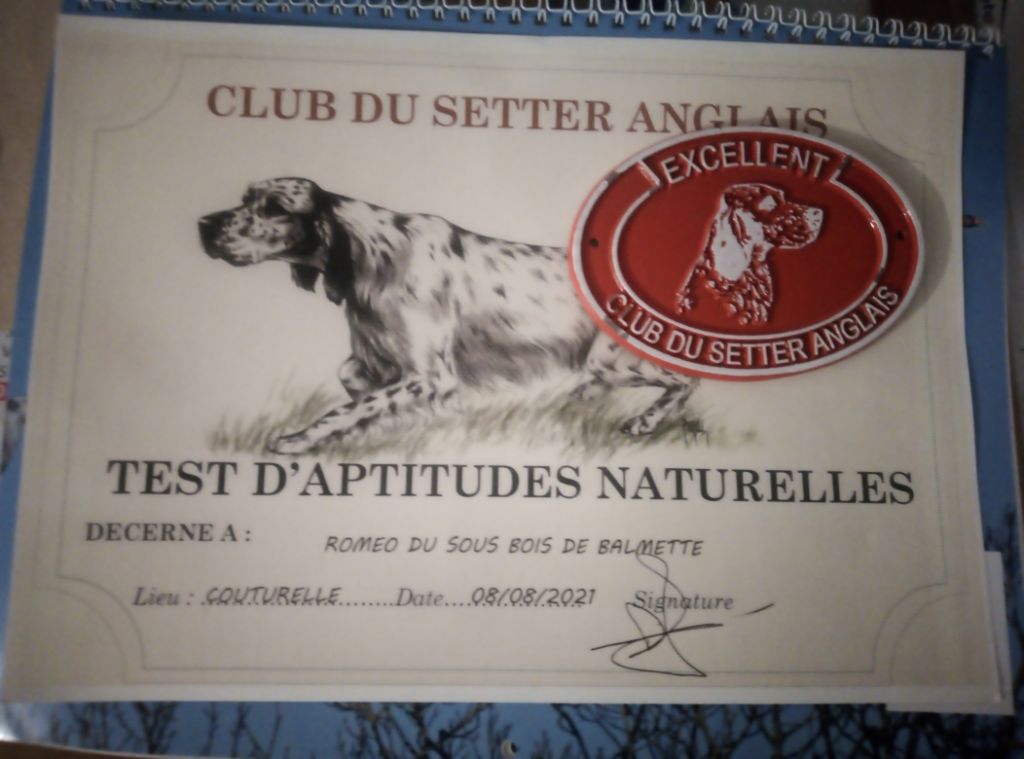 CLUB DU SETTER ANGLAIS
EXCELLENT
CLUB DU SETTER ANGLAIS
TEST D'APTITUDES NATURELLES
DECERNE A : ROMEO DU SOUS BOIS DE BALMETTE
Lieu : COUTURELLE........Date....08/08/2021 Signature